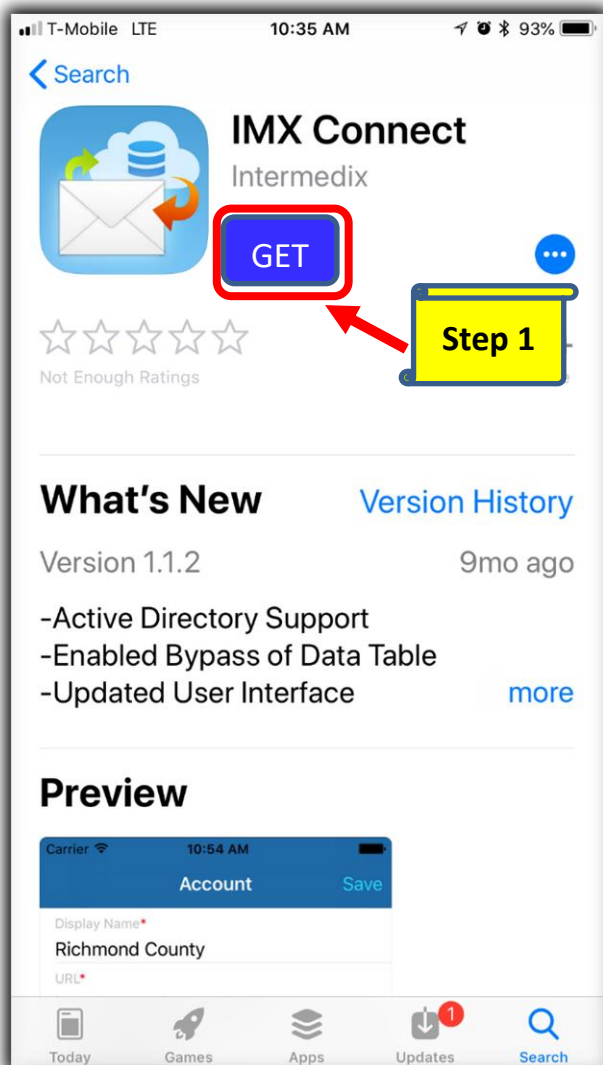 T-Mobile LTE 10:35 AM 93%
Search
IMX Connect
Intermedix
GET
Step 1
Not Enough Ratings
What's New Version History
Version 1.1.2 9mo ago
-Active Directory Support
-Enabled Bypass of Data Table
-Updated User Interface more
Preview
Carrier 10:54 AM
Account Save
Display Name*
Richmond County
URL*
1
Today Games Apps Updates Search